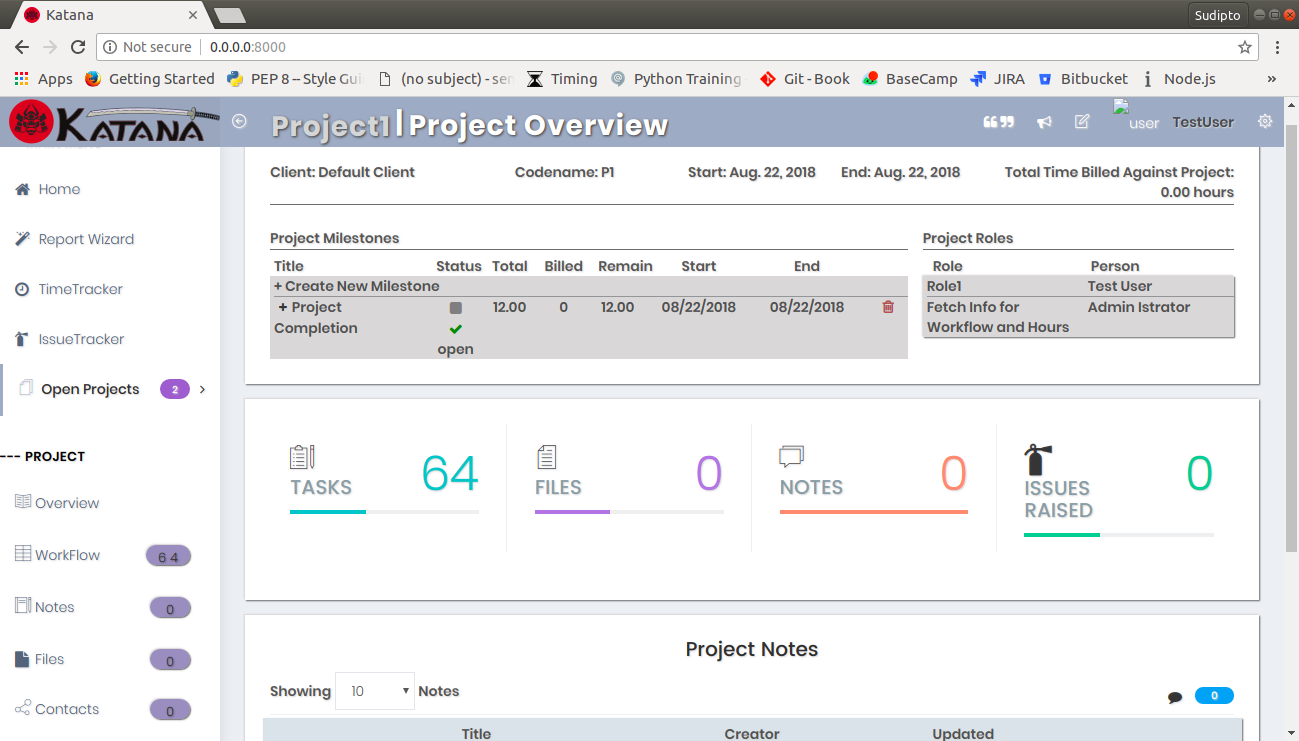 Katana
Sudipto
Not secure 0.0.0.0:8000
Apps Getting Started PEP 8 -- Style Gui (no subject) - sen Timing Python Training Git - Book BaseCamp JIRA Bitbucket Node.js »
KATANA
Project1 | Project Overview
user TestUser
Home
Report Wizard
TimeTracker
IssueTracker
Open Projects 2
--- PROJECT
Overview
WorkFlow 64
Notes 0
Files 0
Contacts 0
Client: Default Client Codename: P1 Start: Aug. 22, 2018 End: Aug. 22, 2018 Total Time Billed Against Project:
0.00 hours
Project Milestones
Title Status Total Billed Remain Start End
+ Create New Milestone
+ Project 12.00 0 12.00 08/22/2018 08/22/2018
Completion
open
Project Roles
Role Person
Role1 Test User
Fetch Info for Admin Istrator
Workflow and Hours
TASKS 64
FILES 0
NOTES 0
ISSUES 0
RAISED
Project Notes
Showing 10 Notes 0
Title Creator Updated